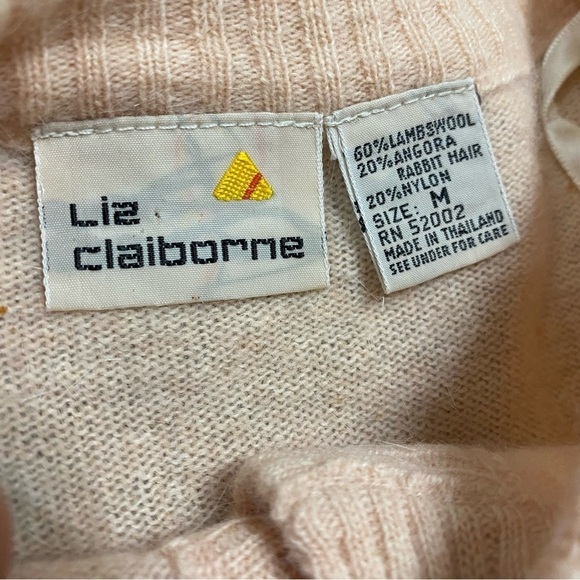 Liz
claiborne
60%LAMBSWOOL
20%ANGORA
RABBIT HAIR
20%NYLON
SIZE: M
RN 52002
MADE IN THAILAND
SEE UNDER FOR CARE